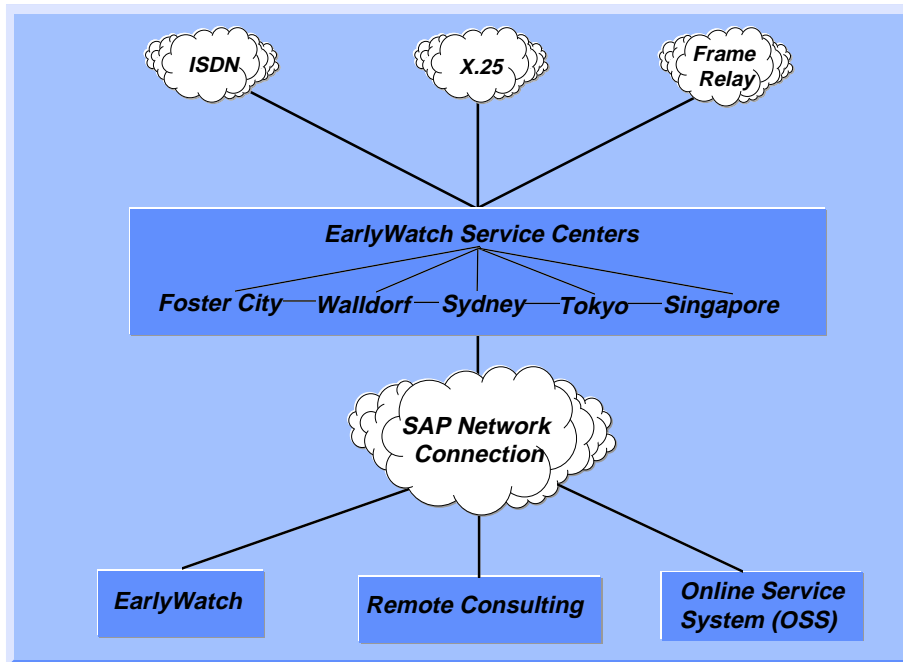 ISDN
X.25
Frame
Relay
EarlyWatch Service Centers
Foster City
Walldorf
Sydney
Tokyo
Singapore
SAP Network
Connection
EarlyWatch
Remote Consulting
Online Service
System (OSS)